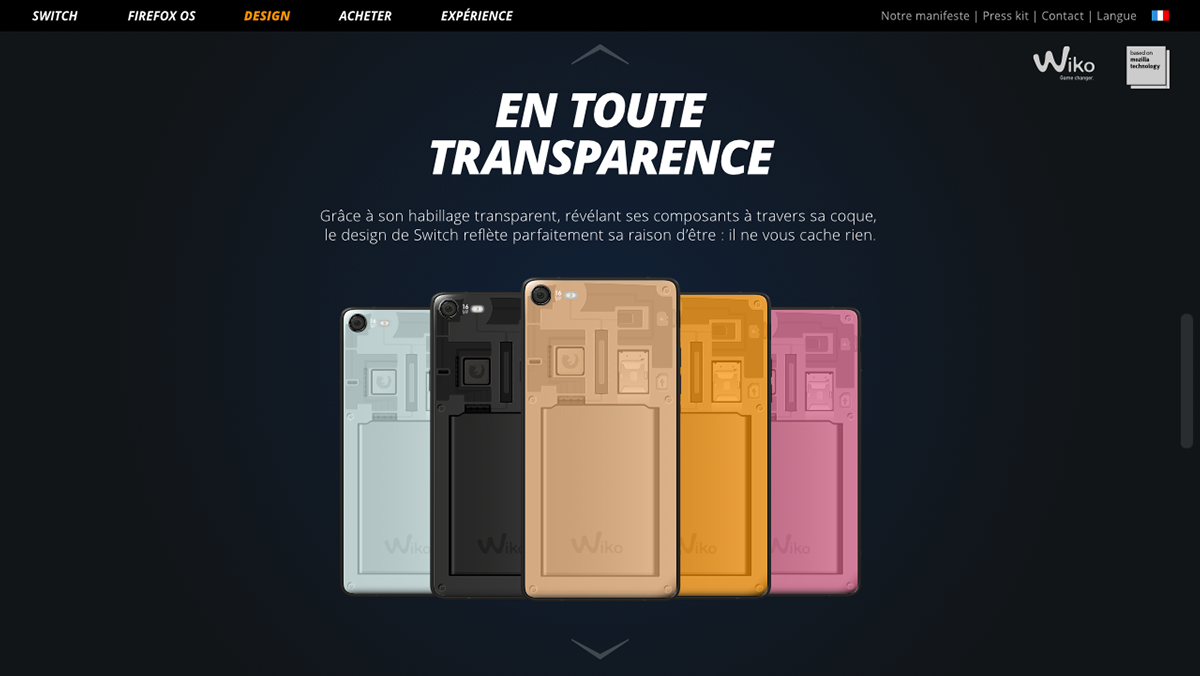 SWITCH
FIREFOX OS
DESIGN
ACHETER
EXPÉRIENCE
Notre manifeste | Press kit | Contact | Langue
Wiko
Game changer.
based on
mozilla
technology
EN TOUTE
TRANSPARENCE
Grâce à son habillage transparent, révélant ses composants à travers sa coque,
le design de Switch reflète parfaitement sa raison d’être : il ne vous cache rien.
16
16
Wiko
Wiko
Wiko
Wiko
Wiko